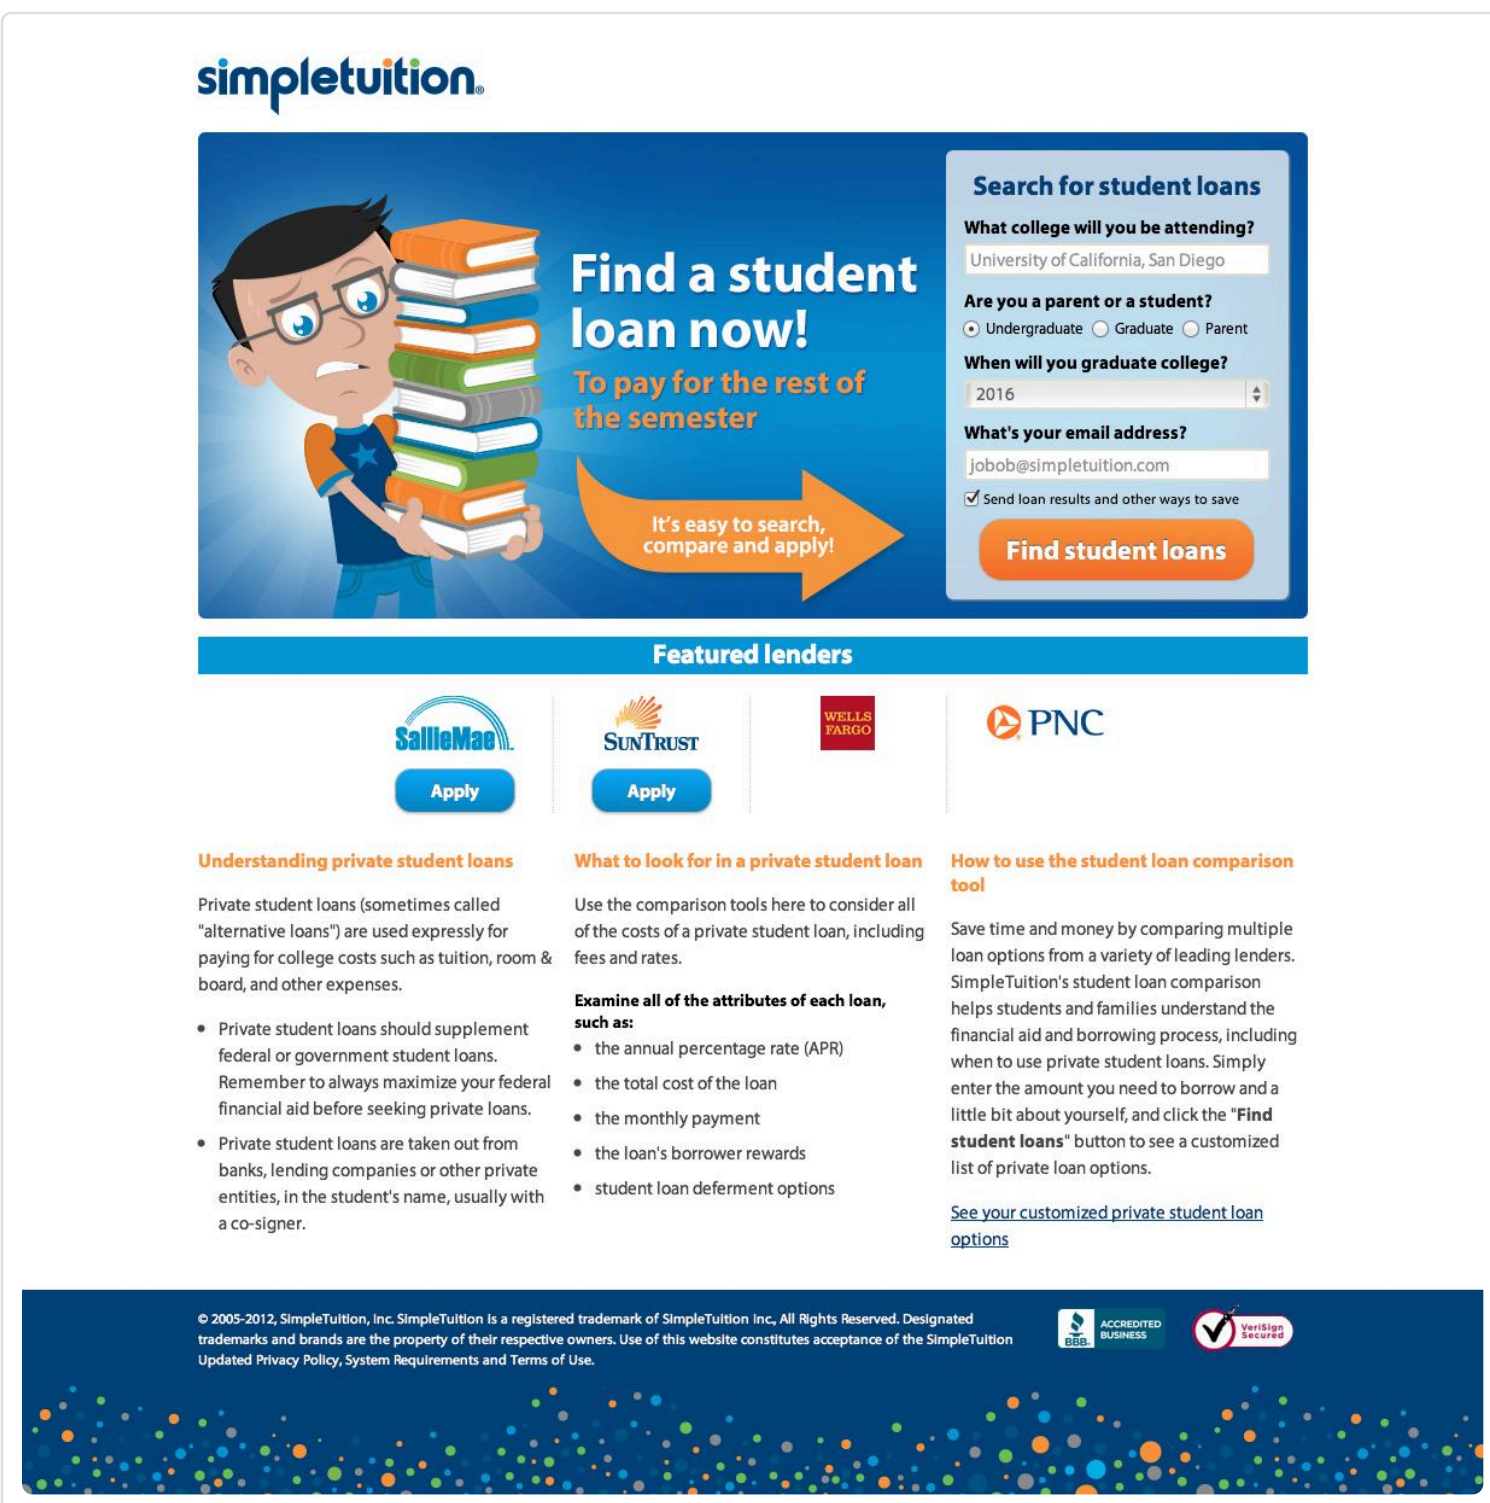 simpletuition®
Find a student
loan now!
To pay for the rest of
the semester
It's easy to search,
compare and apply!
Search for student loans
What college will you be attending?
University of California, San Diego
Are you a parent or a student?
Undergraduate Graduate Parent
When will you graduate college?
2016
What's your email address?
jobob@simpletuition.com
Send loan results and other ways to save
Find student loans
Featured lenders
SallieMae
SUNTRUST
WELLS
FARGO
PNC
Apply
Apply
Understanding private student loans
Private student loans (sometimes called
"alternative loans") are used expressly for
paying for college costs such as tuition, room &
board, and other expenses.
• Private student loans should supplement
federal or government student loans.
Remember to always maximize your federal
financial aid before seeking private loans.
• Private student loans are taken out from
banks, lending companies or other private
entities, in the student's name, usually with
a co-signer.
What to look for in a private student loan
Use the comparison tools here to consider all
of the costs of a private student loan, including
fees and rates.
Examine all of the attributes of each loan,
such as:
• the annual percentage rate (APR)
• the total cost of the loan
• the monthly payment
• the loan's borrower rewards
• student loan deferment options
How to use the student loan comparison
tool
Save time and money by comparing multiple
loan options from a variety of leading lenders.
SimpleTuition's student loan comparison
helps students and families understand the
financial aid and borrowing process, including
when to use private student loans. Simply
enter the amount you need to borrow and a
little bit about yourself, and click the "Find
student loans" button to see a customized
list of private loan options.
See your customized private student loan
options
© 2005-2012, SimpleTuition, Inc. SimpleTuition is a registered trademark of SimpleTuition Inc., All Rights Reserved. Designated
trademarks and brands are the property of their respective owners. Use of this website constitutes acceptance of the SimpleTuition
Updated Privacy Policy, System Requirements and Terms of Use.
BBB.
ACCREDITED
BUSINESS
VeriSign
Secured